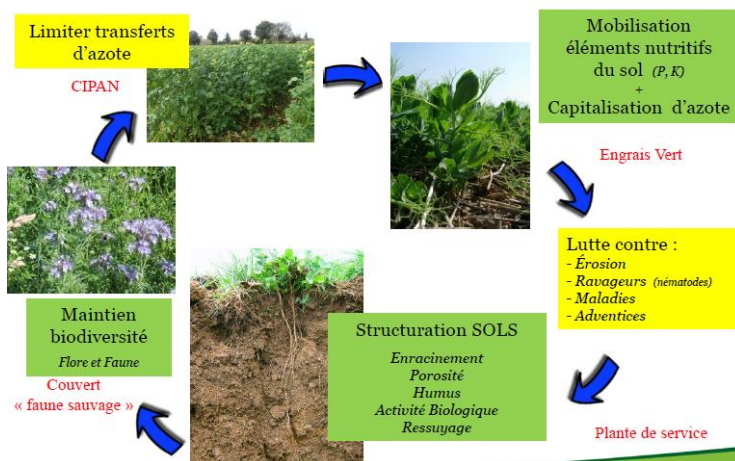 Limiter transferts
d'azote
CIPAN
Mobilisation
éléments nutritifs
du sol (P, K)
+
Capitalisation d'azote
Engrais Vert
Lutte contre :
- Érosion
- Ravageurs (nématodes)
- Maladies
- Adventices
Plante de service
Structuration SOLS
Enracinement
Porosité
Humus
Activité Biologique
Ressuyage
Maintien
biodiversité
Flore et Faune
Couvert
« faune sauvage »